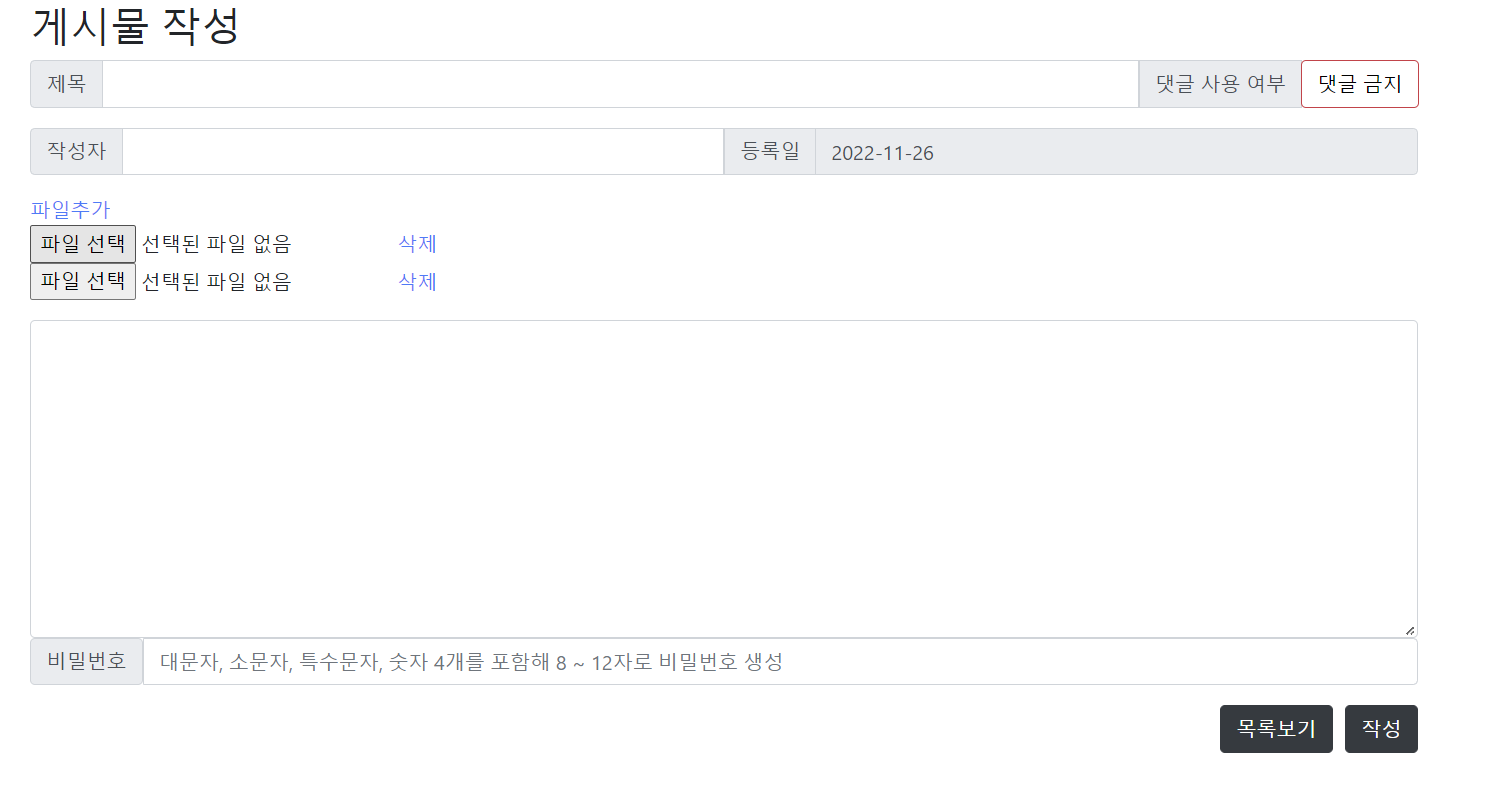 게시물 작성
제목 댓글 사용 여부 댓글 금지
작성자 등록일 2022-11-26
파일추가
파일 선택 선택된 파일 없음 삭제
파일 선택 선택된 파일 없음 삭제
비밀번호 대문자, 소문자, 특수문자, 숫자 4개를 포함해 8 ~ 12자로 비밀번호 생성
목록보기 작성